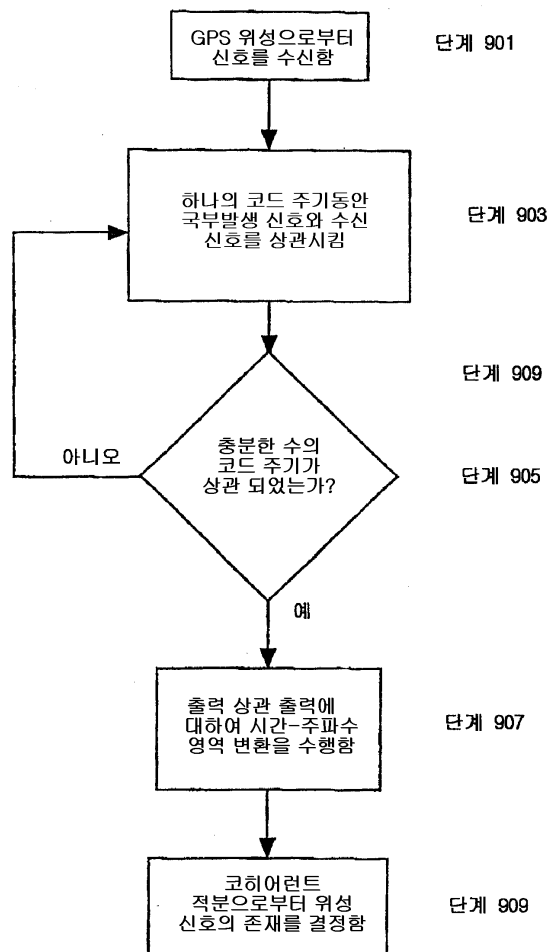 GPS 위성으로부터
신호를 수신함
단계 901
하나의 코드 주기동안
국부발생 신호와 수신
신호를 상관시킴
단계 903
단계 909
아니오
충분한 수의
코드 주기가
상관 되었는가?
단계 905
예
출력 상관 출력에
대하여 시간-주파수
영역 변환을 수행함
단계 907
코히어런트
적분으로부터 위성
신호의 존재를 결정함
단계 909